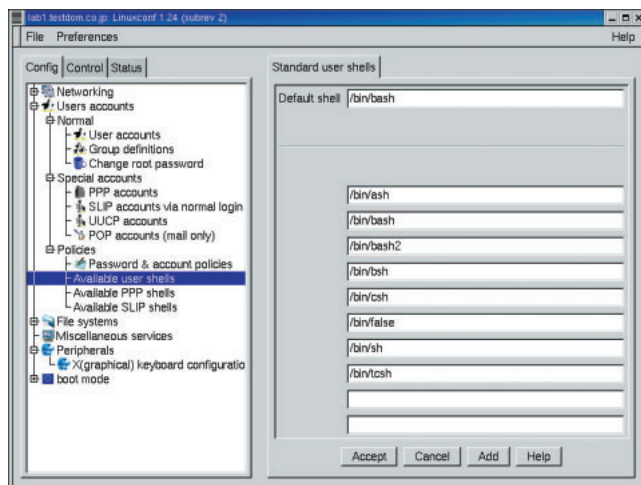 lab1.testdom.co.jp: Linuxconf 1.24 (subrev 2)
File Preferences Help
Config Control Status
Networking
Users accounts
Normal
User accounts
Group definitions
Change root password
Special accounts
PPP accounts
SLIP accounts via normal login
UUCP accounts
POP accounts (mail only)
Policies
Password & account policies
Available user shells
Available PPP shells
Available SLIP shells
File systems
Miscellaneous services
Peripherals
X(graphical) keyboard configuratio
boot mode
Standard user shells
Default shell /bin/bash
/bin/ash
/bin/bash
/bin/bash2
/bin/bsh
/bin/csh
/bin/false
/bin/sh
/bin/tcsh
Accept Cancel Add Help